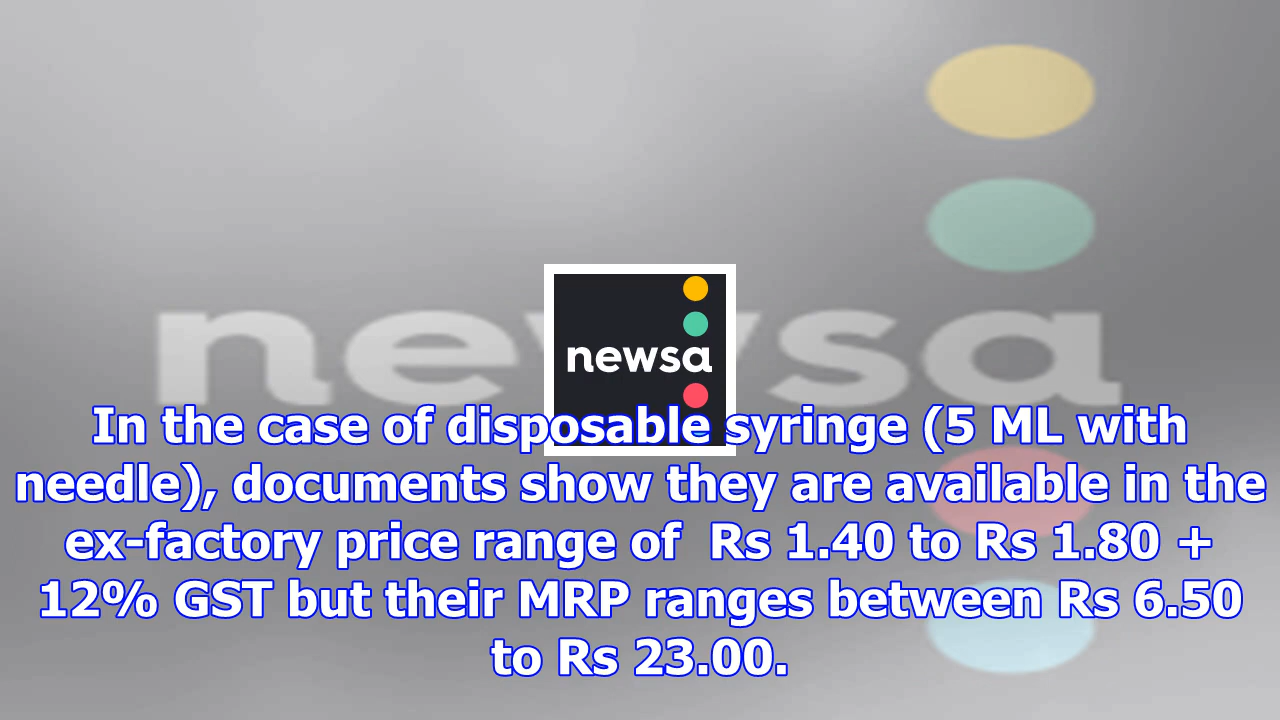 newsa
newsa
In the case of disposable syringe (5 ML with
needle), documents show they are available in the
ex-factory price range of  Rs 1.40 to Rs 1.80 +
12% GST but their MRP ranges between Rs 6.50
to Rs 23.00.